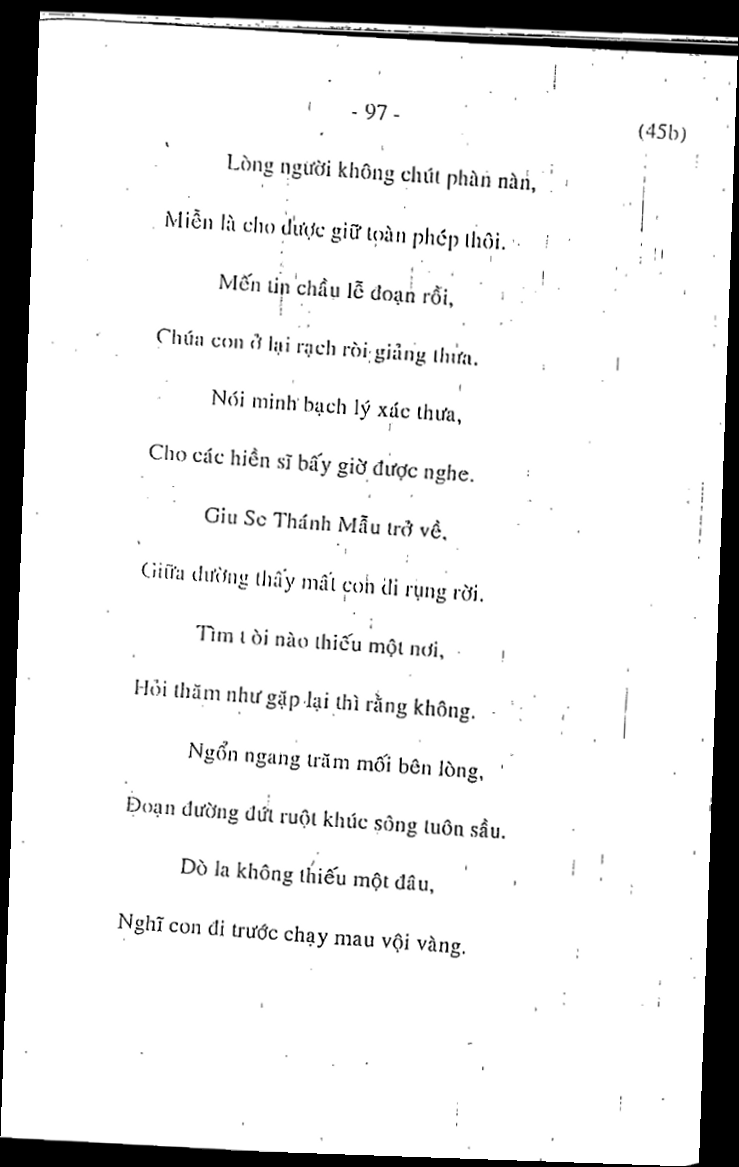 - 97 -
(45b)
Lòng người không chút phàn nàn,
Miễn là cho được giữ toàn phép thôi.
Mến tin chầu lễ đoạn rồi,
Chúa con ở lại rạch ròi giảng thưa.
Nói minh bạch lý xác thưa,
Cho các hiền sĩ bấy giờ được nghe.
Giu Se Thánh Mẫu trở về,
Giữa đường thấy mất con đi rụng rời.
Tìm t òi nào thiếu một nơi,
Hỏi thăm như gặp lại thì rằng không.
Ngổn ngang trăm mối bên lòng,
Đoạn đường đứt ruột khúc sông tuôn sầu.
Dò la không thiếu một đâu,
Nghĩ con đi trước chạy mau vội vàng.